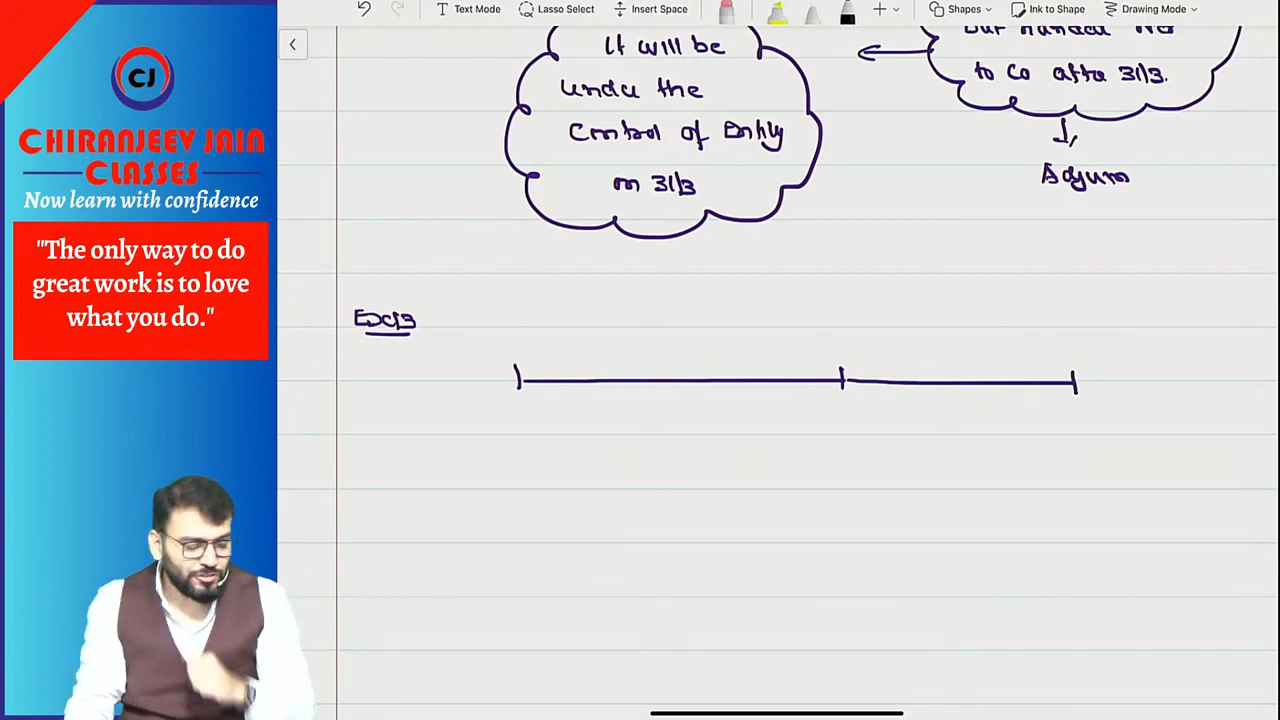 Text Mode
Lasso Select
Insert Space
Shapes
Ink to Shape
Drawing Mode
CJ
CHIRANJEEV JAIN
CLASSES
Now learn with confidence
"The only way to do
great work is to love
what you do."
It will be
under the
Control of Entity
on 31/3
to Co after 31/3.